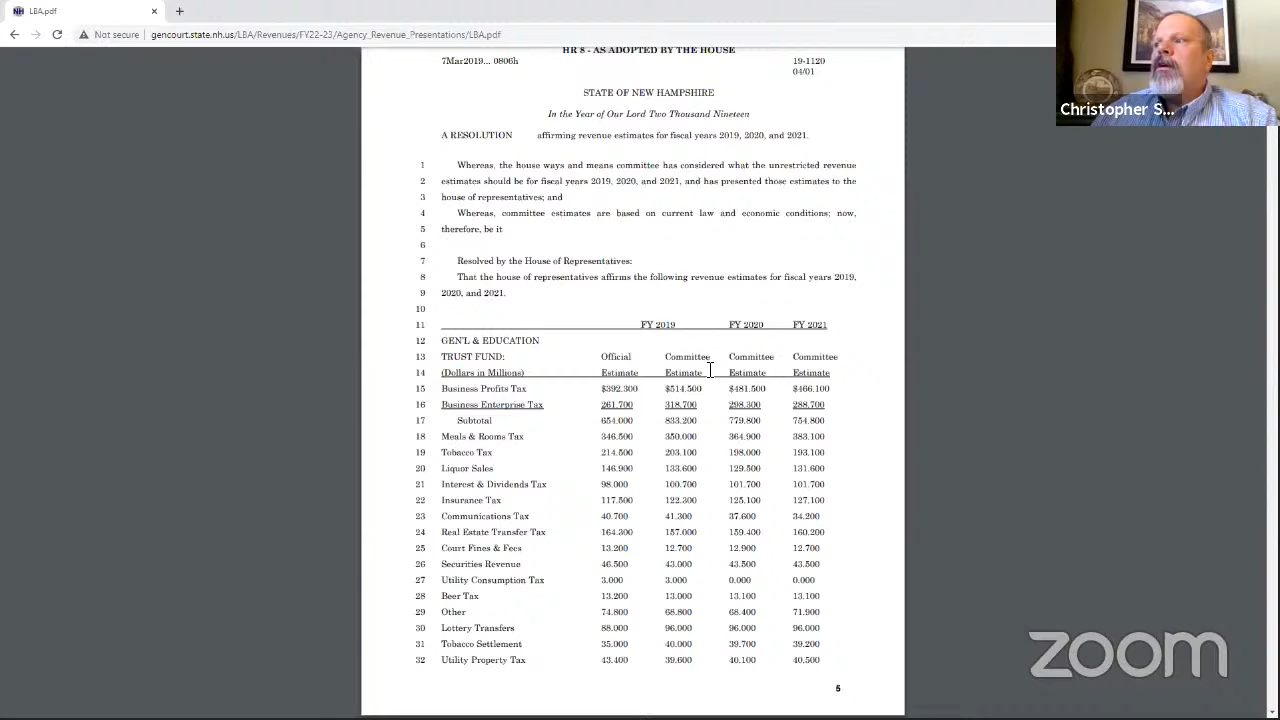 NH LBA.pdf
Not secure gencourt.state.nh.us/LBA/Revenues/FY22-23/Agency_Revenue_Presentations/LBA.pdf
Christopher S...
HR 8 - AS ADOPTED BY THE HOUSE
7Mar2019... 0806h 19-1120
04/01
STATE OF NEW HAMPSHIRE
In the Year of Our Lord Two Thousand Nineteen
A RESOLUTION affirming revenue estimates for fiscal years 2019, 2020, and 2021.
1 Whereas, the house ways and means committee has considered what the unrestricted revenue
2 estimates should be for fiscal years 2019, 2020, and 2021, and has presented those estimates to the
3 house of representatives; and
4 Whereas, committee estimates are based on current law and economic conditions; now,
5 therefore, be it
6
7 Resolved by the House of Representatives:
8 That the house of representatives affirms the following revenue estimates for fiscal years 2019,
9 2020, and 2021.
10
11 FY 2019 FY 2020 FY 2021
12 GEN'L & EDUCATION
13 TRUST FUND: Official Committee Committee Committee
14 (Dollars in Millions) Estimate Estimate Estimate Estimate
15 Business Profits Tax $392.300 $514.500 $481.500 $466.100
16 Business Enterprise Tax 261.700 318.700 298.300 288.700
17 Subtotal 654.000 833.200 779.800 754.800
18 Meals & Rooms Tax 346.500 350.000 364.900 383.100
19 Tobacco Tax 214.500 203.100 198.000 193.100
20 Liquor Sales 146.900 133.600 129.500 131.600
21 Interest & Dividends Tax 98.000 100.700 101.700 101.700
22 Insurance Tax 117.500 122.300 125.100 127.100
23 Communications Tax 40.700 41.300 37.600 34.200
24 Real Estate Transfer Tax 164.300 157.000 159.400 160.200
25 Court Fines & Fees 13.200 12.700 12.900 12.700
26 Securities Revenue 46.500 43.000 43.500 43.500
27 Utility Consumption Tax 3.000 3.000 0.000 0.000
28 Beer Tax 13.200 13.000 13.100 13.100
29 Other 74.800 68.800 68.400 71.900
30 Lottery Transfers 88.000 96.000 96.000 96.000
31 Tobacco Settlement 35.000 40.000 39.700 39.200
32 Utility Property Tax 43.400 39.600 40.100 40.500
5
zoom